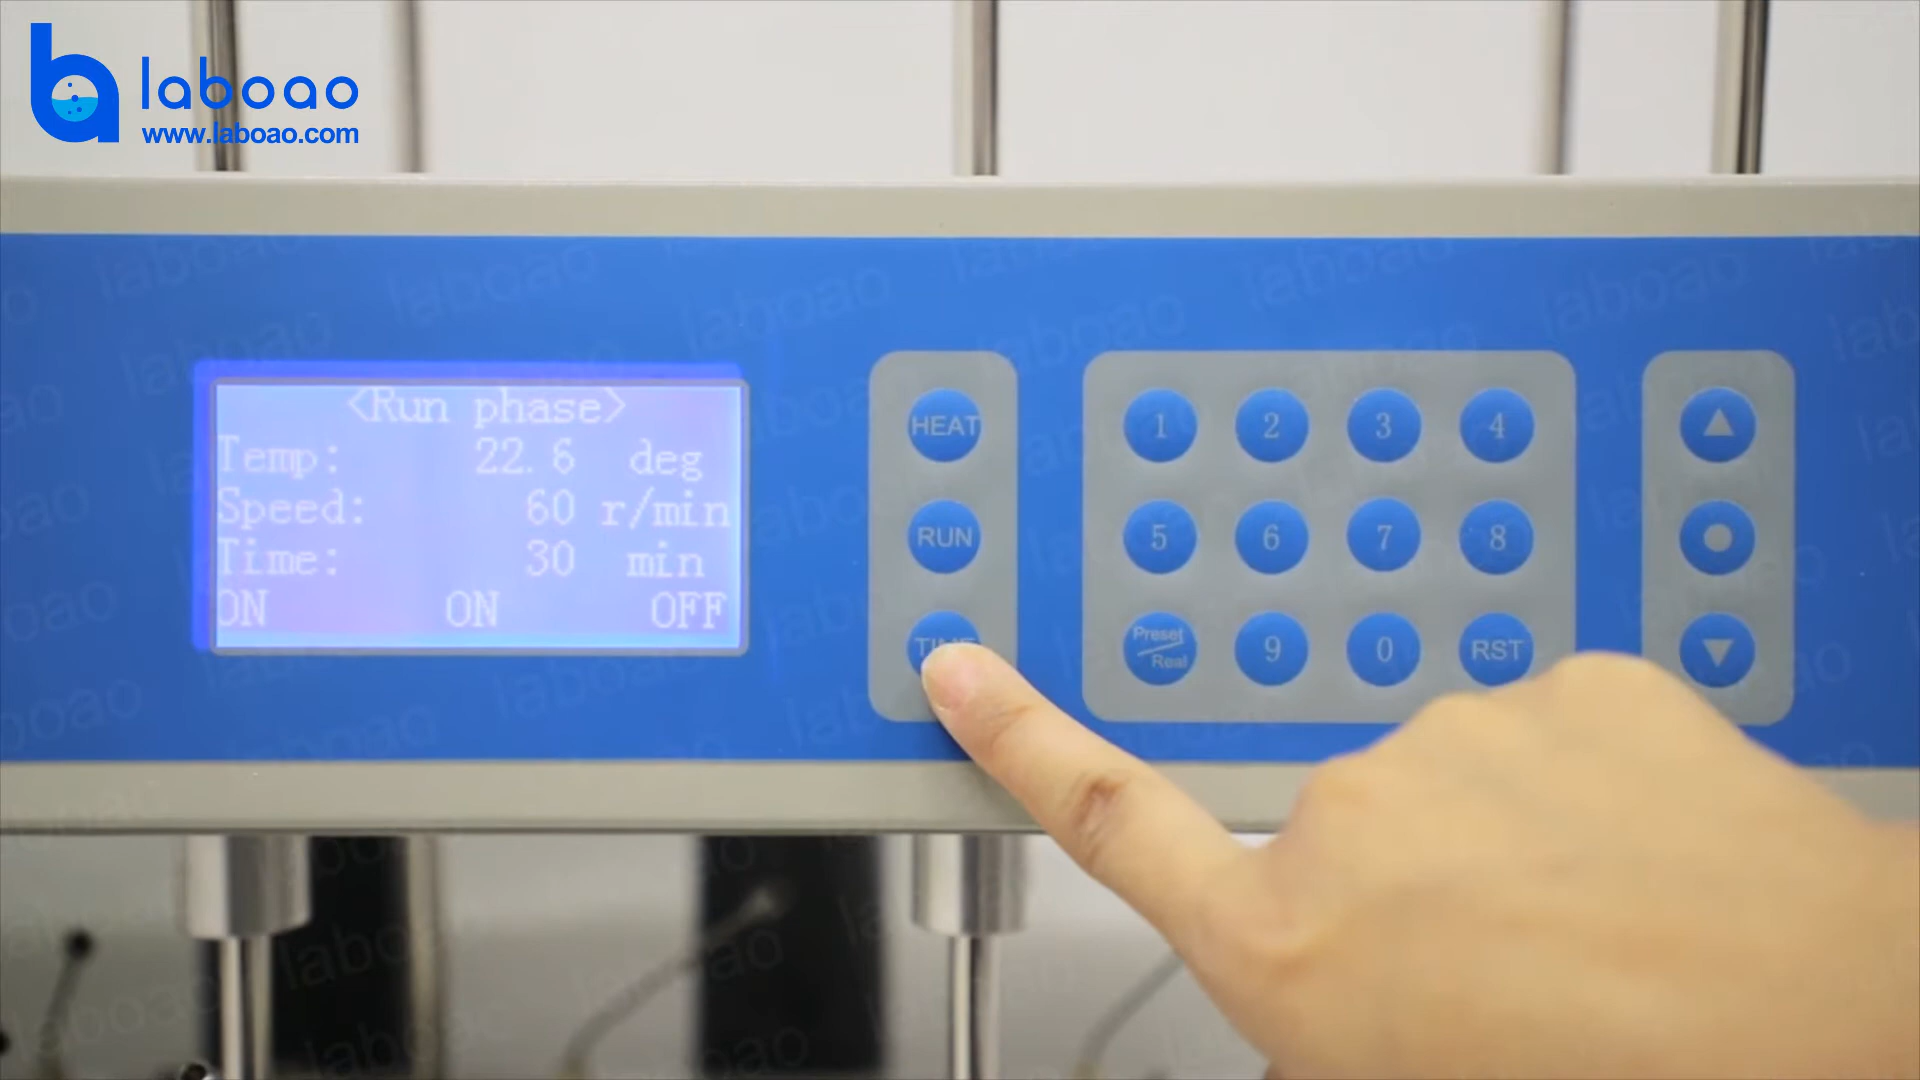 laboao
www.laboao.com
<Run phase>
Temp: 22.6 deg
Speed: 60 r/min
Time: 30 min
ON ON OFF
HEAT
RUN
TIME
1 2 3 4
5 6 7 8
Preset/Real 9 0 RST